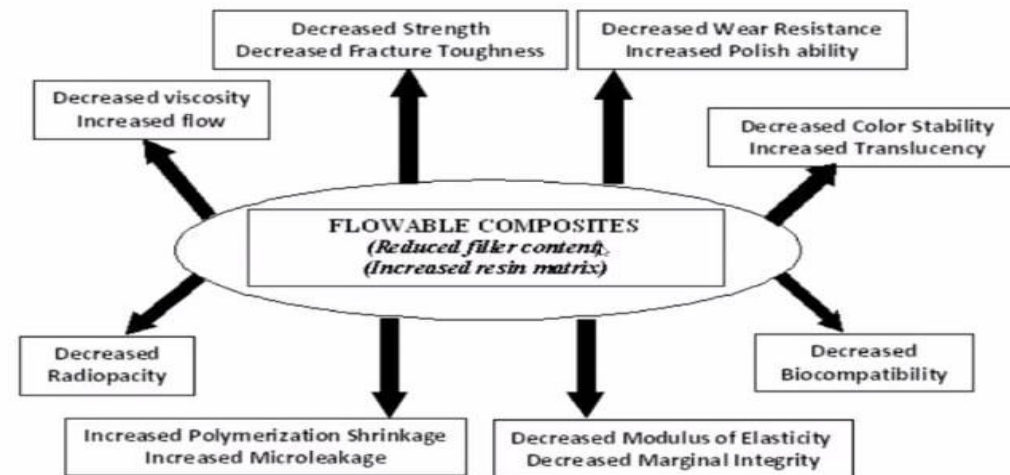 Decreased Strength
Decreased Fracture Toughness
Decreased Wear Resistance
Increased Polish ability
Decreased viscosity
Increased flow
Decreased Color Stability
Increased Translucency
FLOWABLE COMPOSITES
(Reduced filler content)
(Increased resin matrix)
Decreased
Radiopacity
Decreased
Biocompatibility
Increased Polymerization Shrinkage
Increased Microleakage
Decreased Modulus of Elasticity
Decreased Marginal Integrity